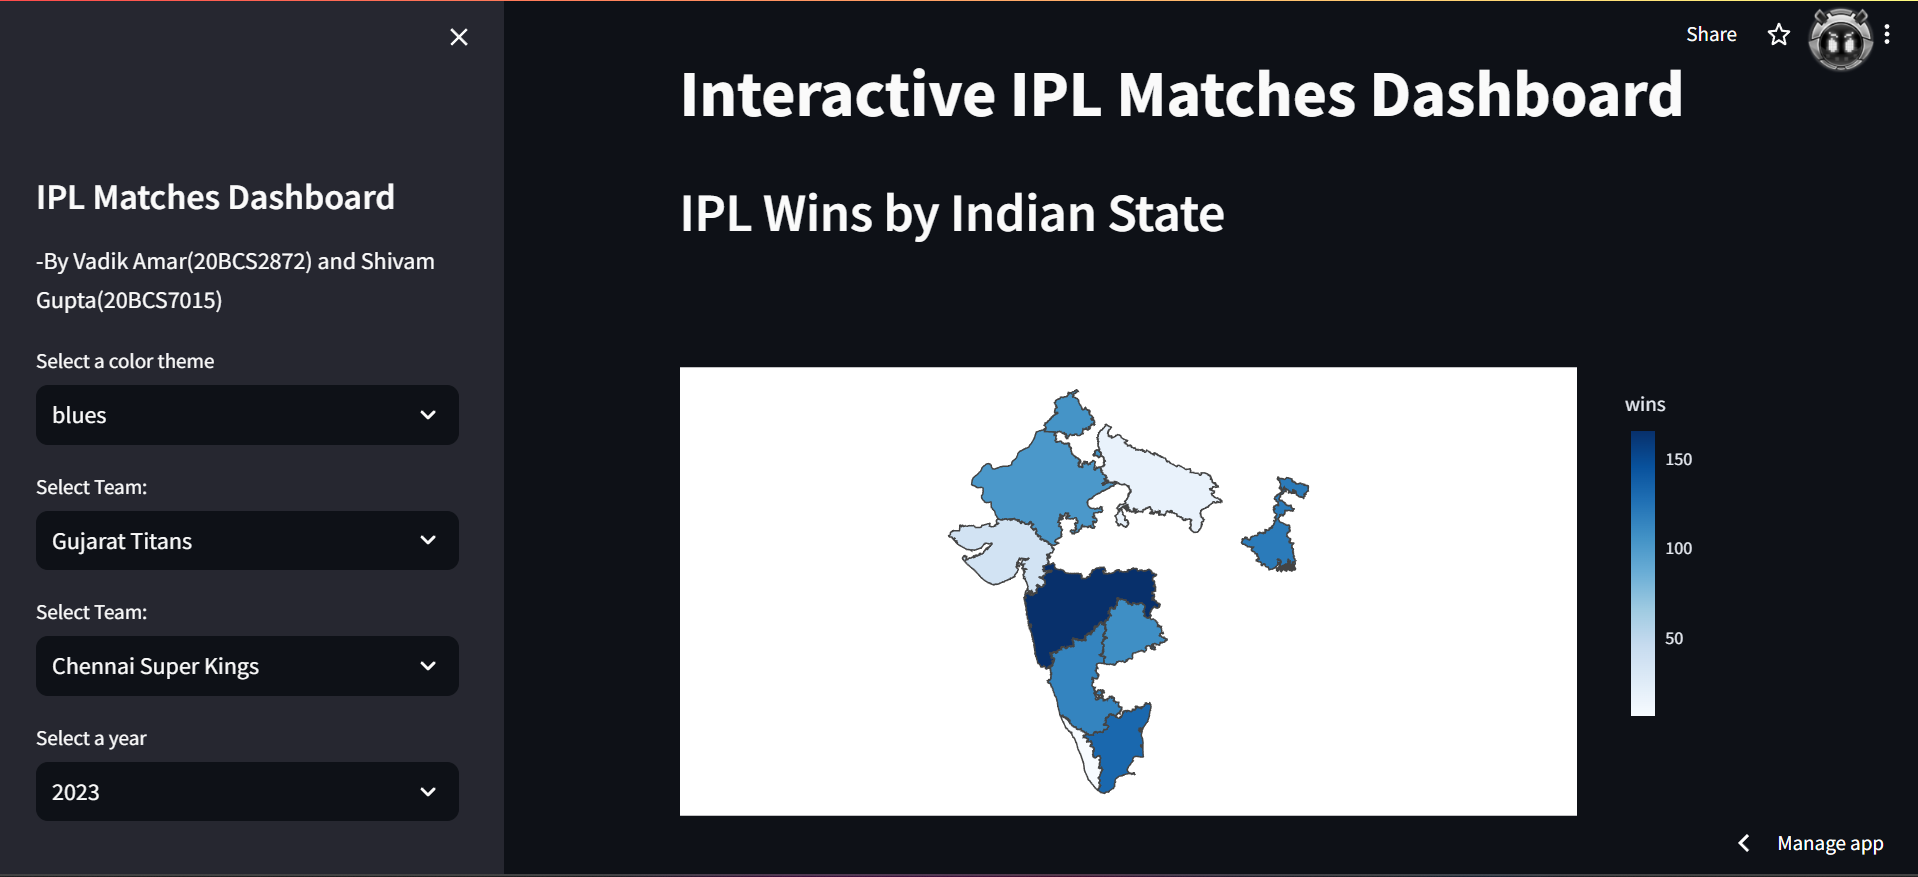 Share
Interactive IPL Matches Dashboard
IPL Matches Dashboard
-By Vadik Amar(20BCS2872) and Shivam
Gupta(20BCS7015)
Select a color theme
blues
Select Team:
Gujarat Titans
Select Team:
Chennai Super Kings
Select a year
2023
IPL Wins by Indian State
wins
150
100
50
Manage app